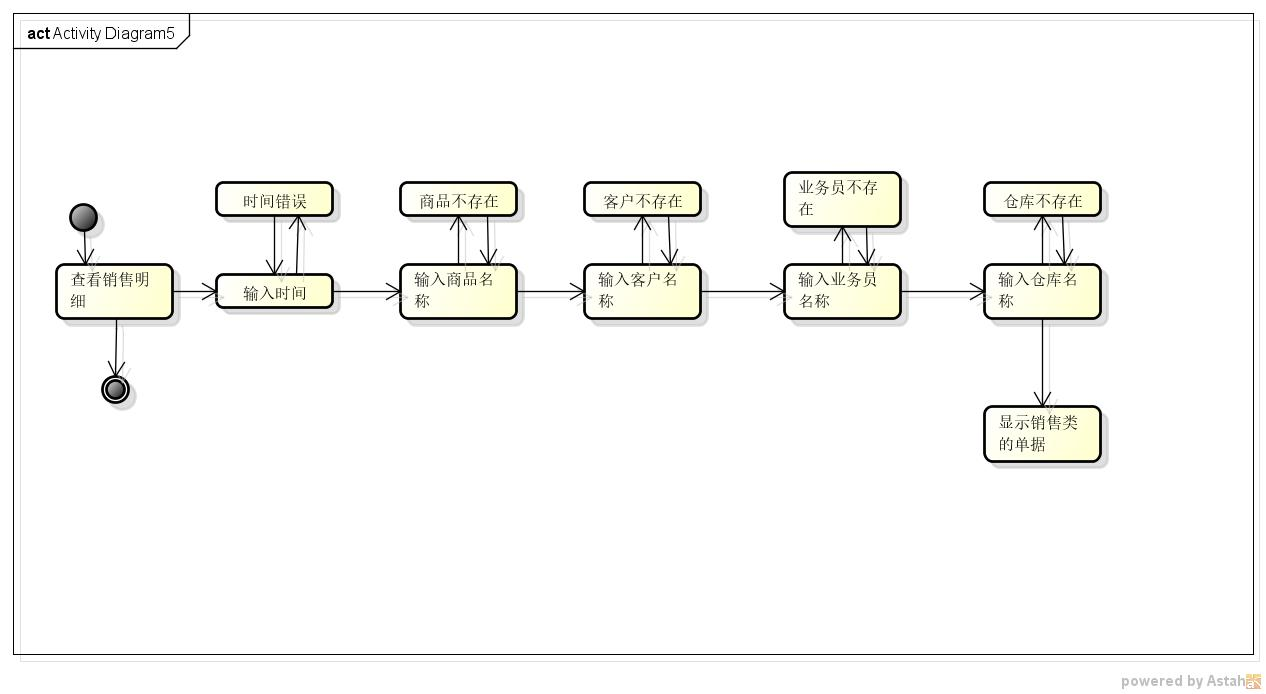 act Activity Diagram5
时间错误
商品不存在
客户不存在
业务员不存
在
仓库不存在
查看销售明
细
输入时间
输入商品名
称
输入客户名
称
输入业务员
名称
输入仓库名
称
显示销售类
的单据
powered by Astah